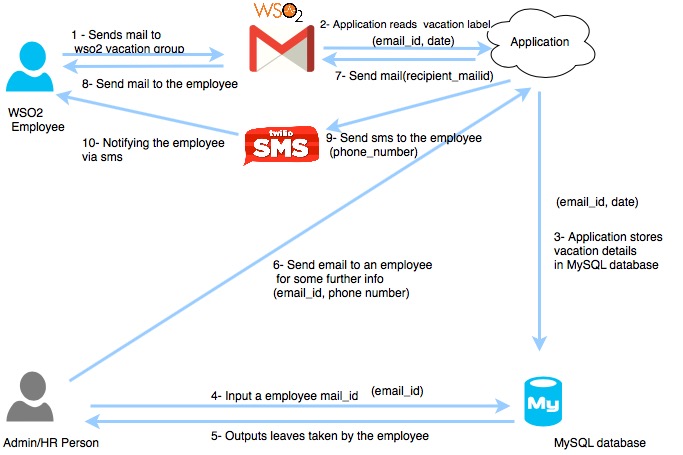 WSO2
1 - Sends mail to
wso2 vacation group
2- Application reads  vacation label
(email_id, date)
Application
8- Send mail to the employee
7- Send mail(recipient_mailid)
WSO2
Employee
10- Notifying the employee
via sms
twilio
SMS
9- Send sms to the employee
(phone_number)
(email_id, date)
3- Application stores
vacation details
in MySQL database
6- Send email to an employee
for some further info
(email_id, phone number)
4- Input a employee mail_id
(email_id)
My
Admin/HR Person
5- Outputs leaves taken by the employee
MySQL database